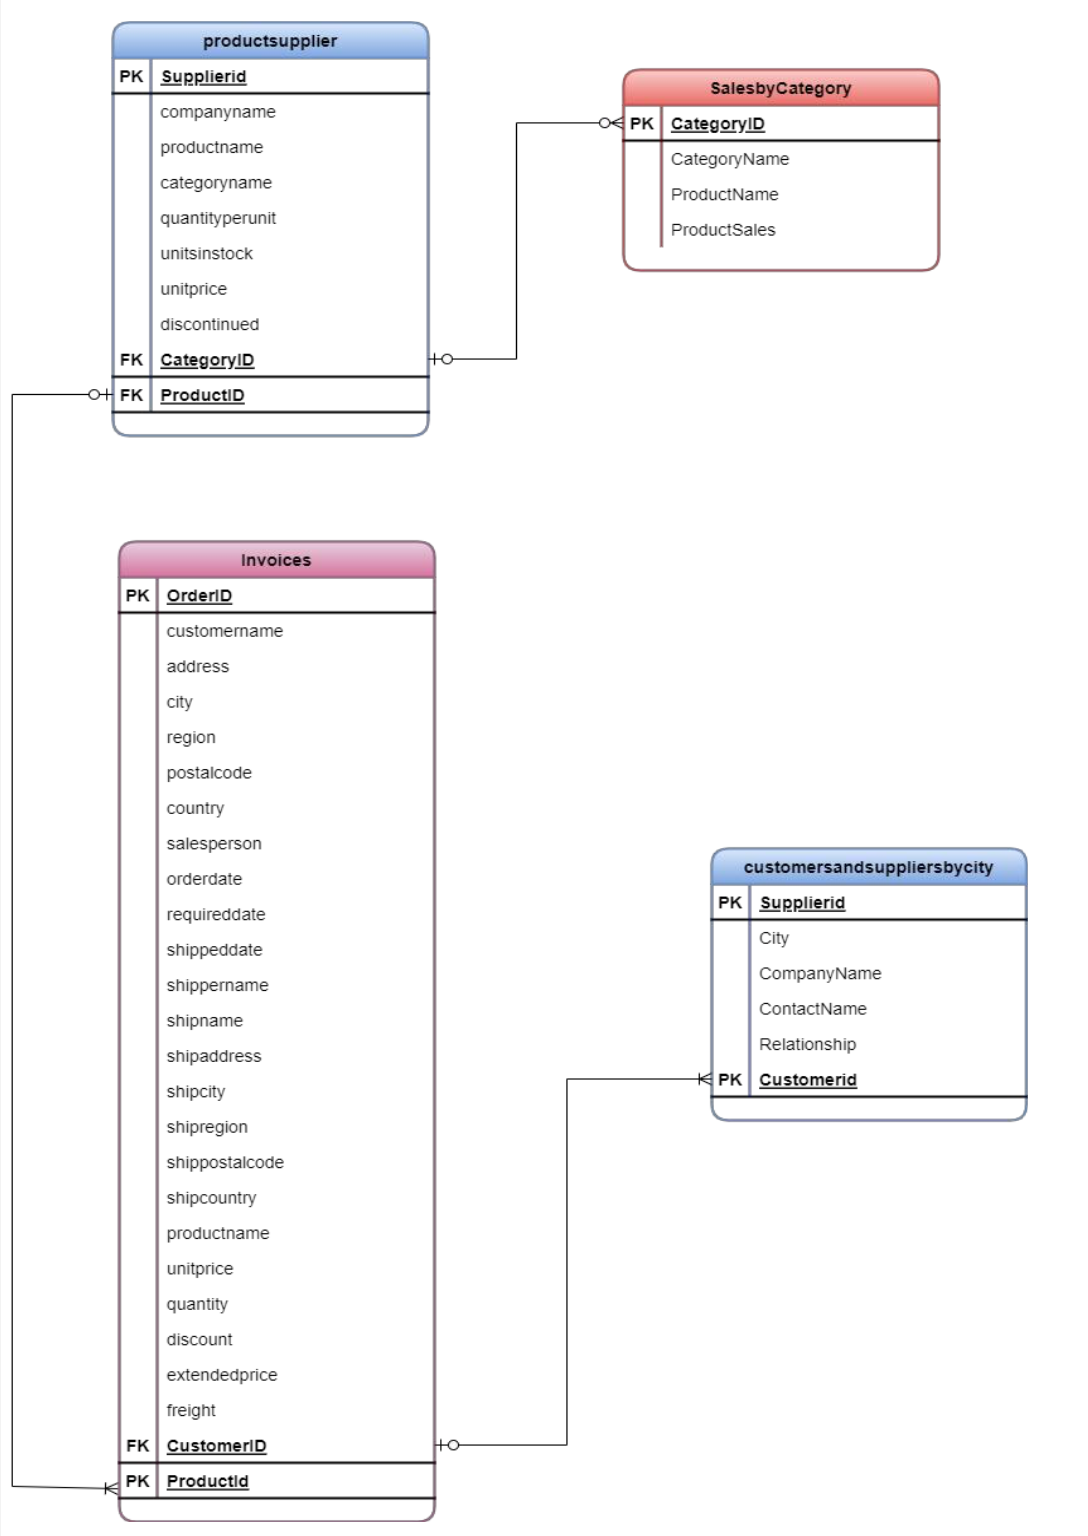 productsupplier
PK Supplierid
companyname
productname
categoryname
quantityperunit
unitsinstock
unitprice
discontinued
FK CategoryID
FK ProductID
SalesbyCategory
PK CategoryID
CategoryName
ProductName
ProductSales
Invoices
PK OrderID
customername
address
city
region
postalcode
country
salesperson
orderdate
requireddate
shippeddate
shippername
shipname
shipaddress
shipcity
shipregion
shippostalcode
shipcountry
productname
unitprice
quantity
discount
extendedprice
freight
FK CustomerID
PK ProductId
customersandsuppliersbycity
PK Supplierid
City
CompanyName
ContactName
Relationship
PK Customerid